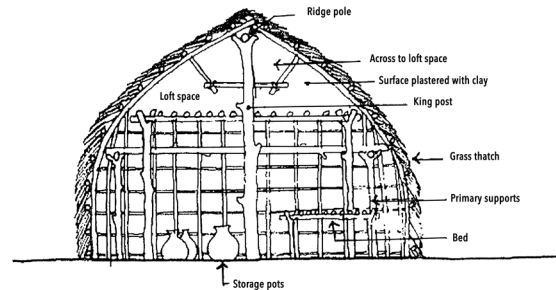 Ridge pole
Across to loft space
Surface plastered with clay
Loft space
King post
Grass thatch
Primary supports
Bed
Storage pots